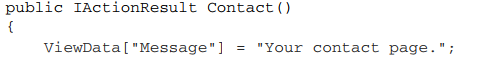 public IActionResult Contact()
{
    ViewData["Message"] = "Your contact page.";